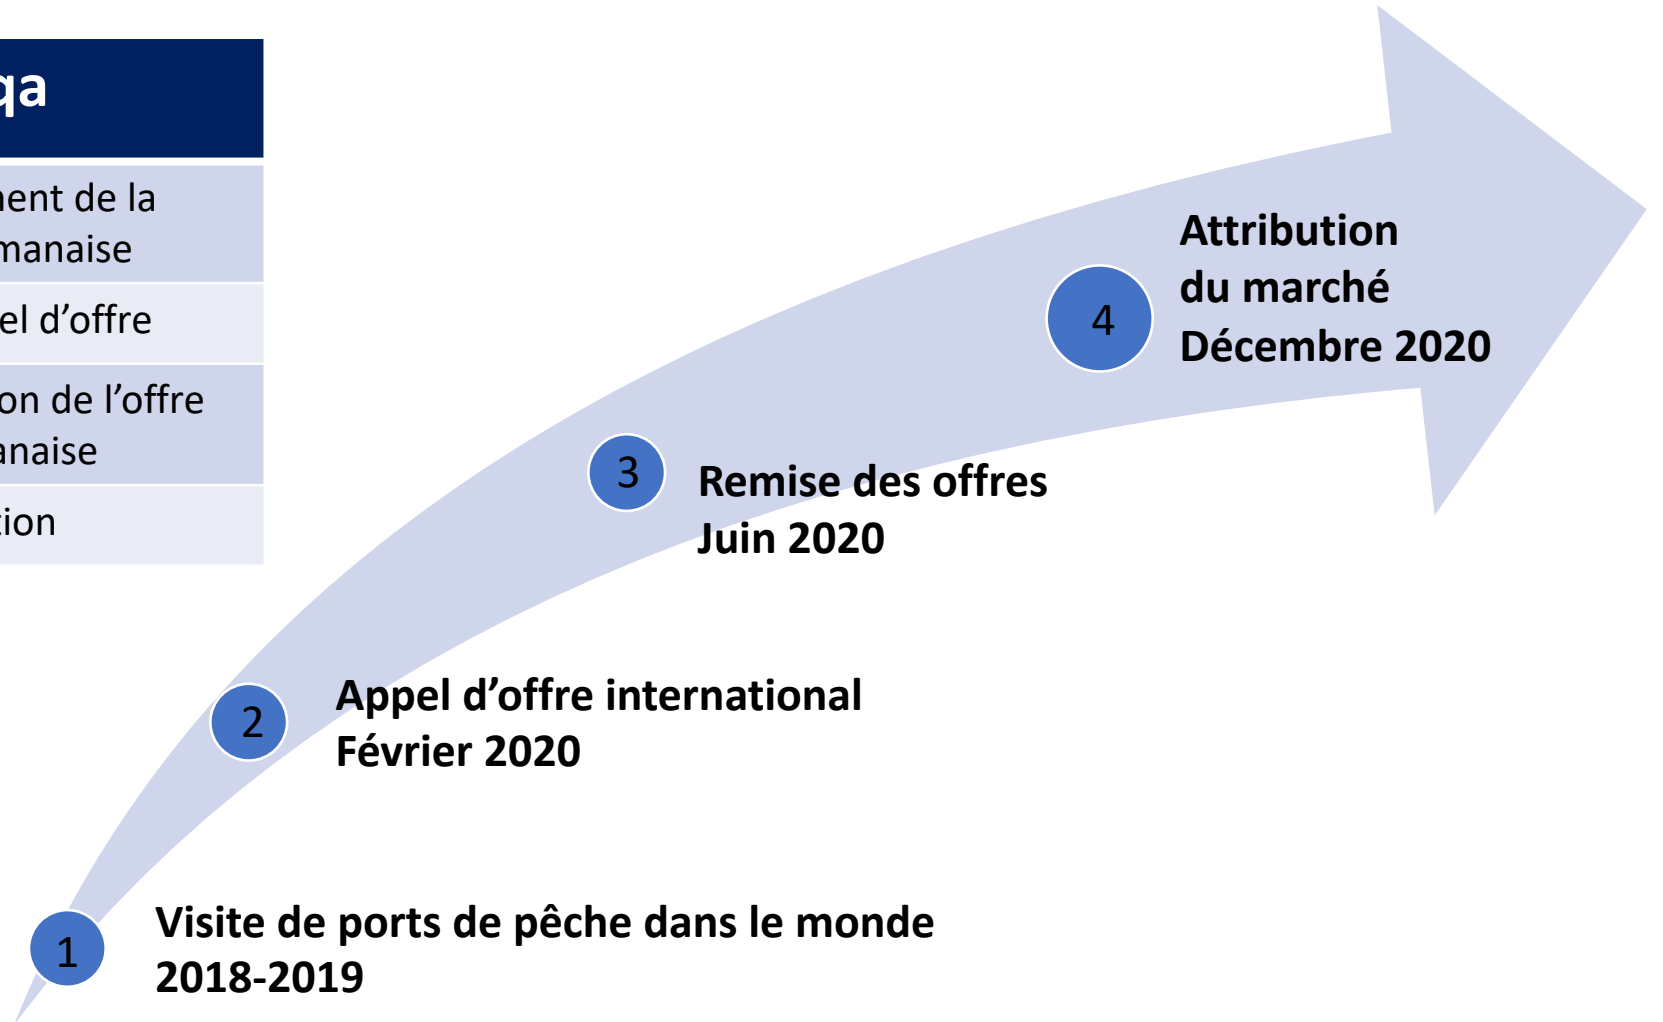 qa
ment de la
manaise
el d’offre
on de l’offre
anaise
tion
Attribution
du marché
Décembre 2020
4
3
Remise des offres
Juin 2020
2
Appel d’offre international
Février 2020
1
Visite de ports de pêche dans le monde
2018-2019